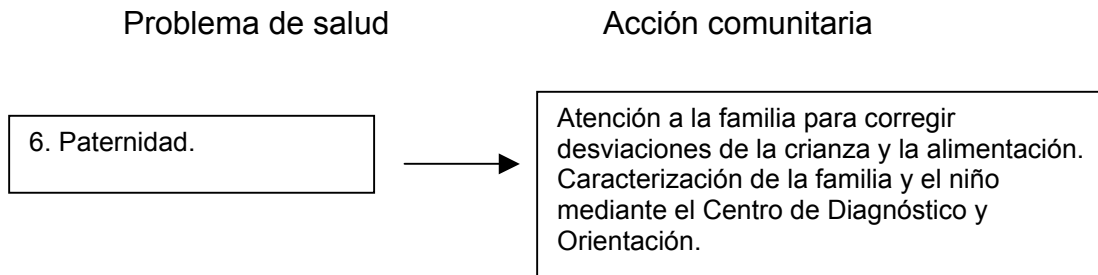 Problema de salud
Acción comunitaria
6. Paternidad.
Atención a la familia para corregir
desviaciones de la crianza y la alimentación.
Caracterización de la familia y el niño
mediante el Centro de Diagnóstico y
Orientación.